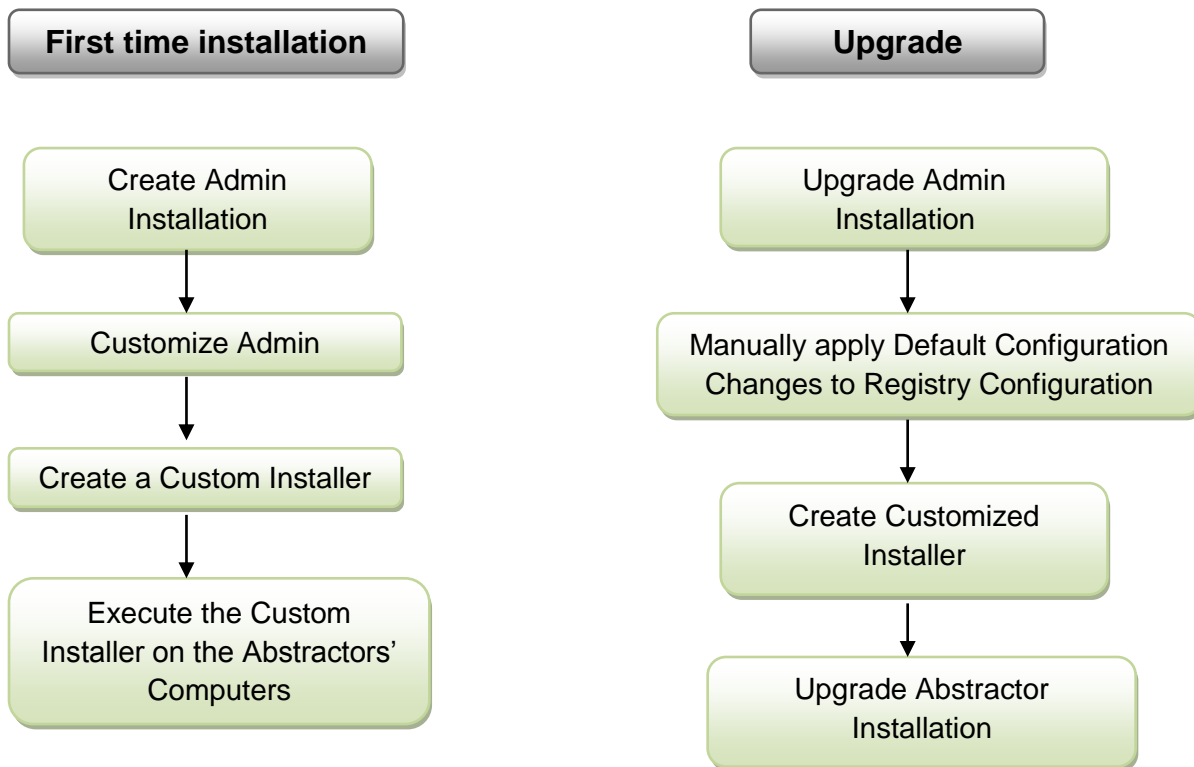 First time installation
Create Admin
Installation
Customize Admin
Create a Custom Installer
Execute the Custom
Installer on the Abstractors’
Computers
Upgrade
Upgrade Admin
Installation
Manually apply Default Configuration
Changes to Registry Configuration
Create Customized
Installer
Upgrade Abstractor
Installation